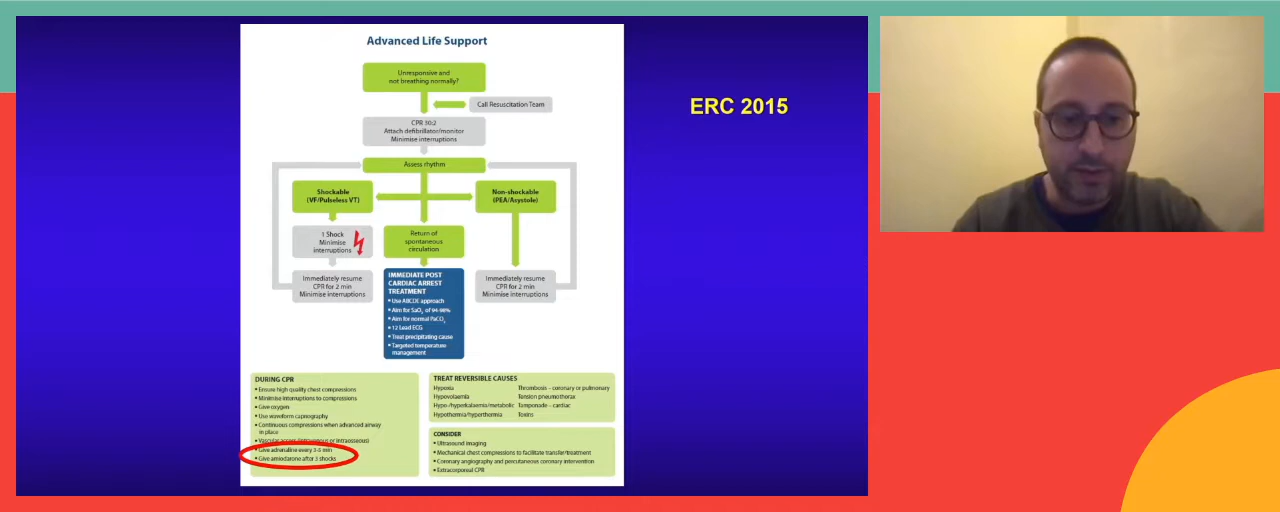 Advanced Life Support
Unresponsive and
not breathing normally?
Call Resuscitation Team
CPR 30:2
Attach defibrillator/monitor
Minimise interruptions
Assess rhythm
Shockable
(VF/Pulseless VT)
Non-shockable
(PEA/Asystole)
1 Shock
Minimise
interruptions
Return of
spontaneous
circulation
Immediately resume
CPR for 2 min
Minimise interruptions
IMMEDIATE POST
CARDIAC ARREST
TREATMENT
• Use ABCDE approach
• Aim for SaO2 of 94-98%
• Aim for normal PaCO2
• 12 Lead ECG
• Treat precipitating cause
• Targeted temperature
management
Immediately resume
CPR for 2 min
Minimise interruptions
DURING CPR
• Ensure high quality chest compressions
• Minimise interruptions to compressions
• Give oxygen
• Use waveform capnography
• Continuous compressions when advanced airway
in place
• Vascular access (intravenous or intraosseous)
• Give adrenaline every 3-5 min
• Give amiodarone after 3 shocks
TREAT REVERSIBLE CAUSES
Hypoxia Thrombosis – coronary or pulmonary
Hypovolaemia Tension pneumothorax
Hypo-/hyperkalaemia/metabolic Tamponade – cardiac
Hypothermia/hyperthermia Toxins
CONSIDER
• Ultrasound imaging
• Mechanical chest compressions to facilitate transfer/treatment
• Coronary angiography and percutaneous coronary intervention
• Extracorporeal CPR
ERC 2015